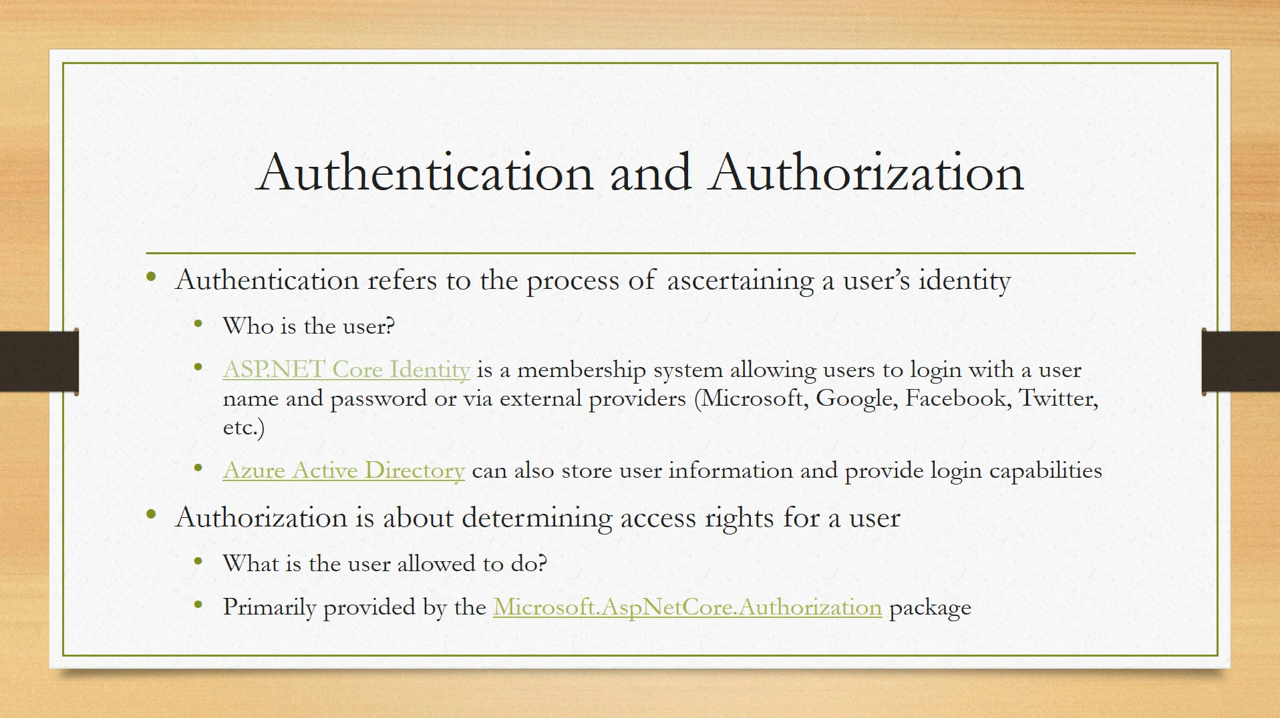 Authentication and Authorization
Authentication refers to the process of ascertaining a user’s identity
Who is the user?
ASP.NET Core Identity is a membership system allowing users to login with a user
name and password or via external providers (Microsoft, Google, Facebook, Twitter,
etc.)
Azure Active Directory can also store user information and provide login capabilities
Authorization is about determining access rights for a user
What is the user allowed to do?
Primarily provided by the Microsoft.AspNetCore.Authorization package